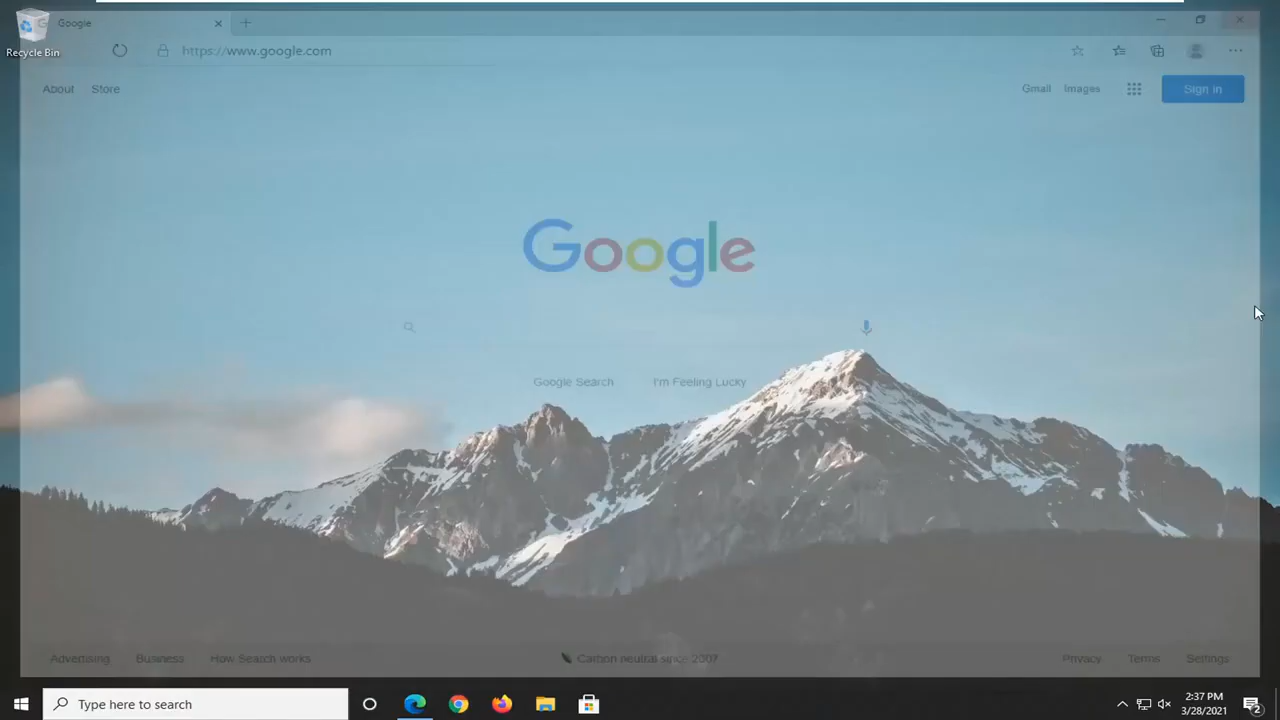 Google
Recycle Bin
https://www.google.com
About Store
Gmail Images Sign in
Google
Google Search I'm Feeling Lucky
Advertising Business How Search works
Carbon neutral since 2007
Privacy Terms Settings
Type here to search
2:37 PM
3/28/2021
2